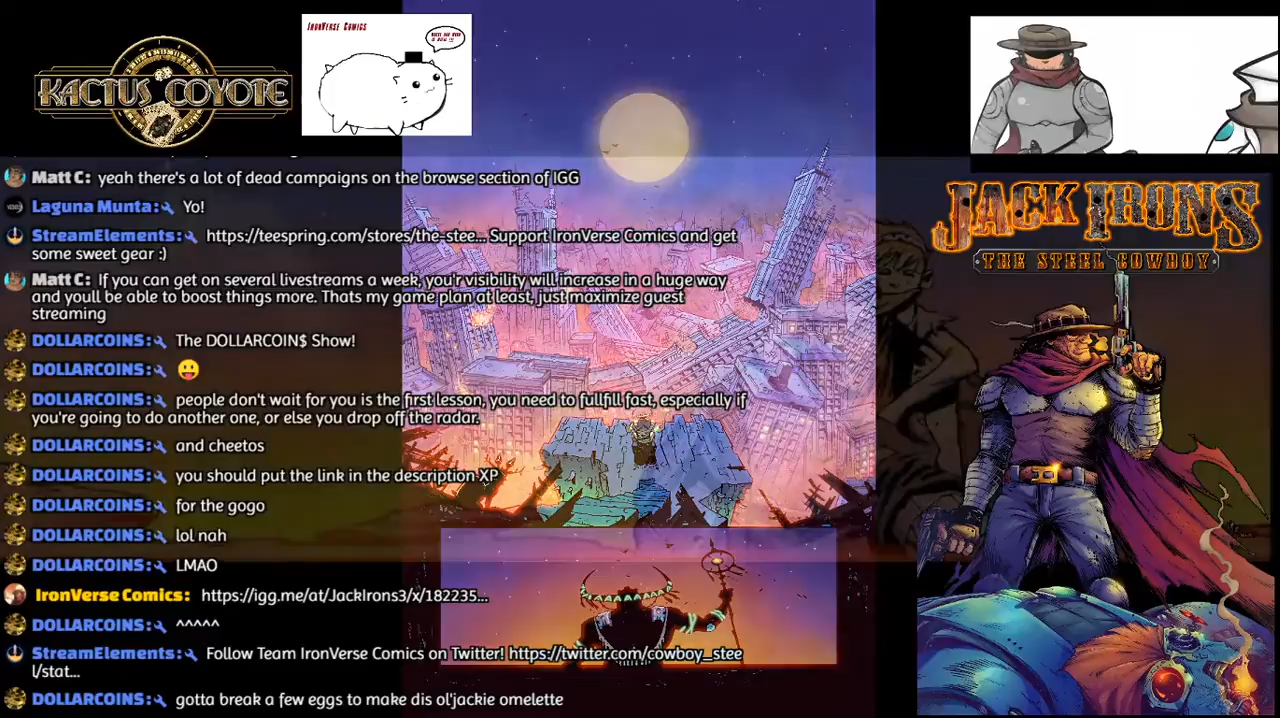 KACTUS COYOTE
IRONVERSE COMICS
JACK IRONS
THE STEEL COWBOY
Matt C: yeah there's a lot of dead campaigns on the browse section of IGG
Laguna Munta: Yo!
StreamElements: https://teespring.com/stores/the-stee... Support IronVerse Comics and get
some sweet gear :)
Matt C: If you can get on several livestreams a week, you'r visibility will increase in a huge way
and youll be able to boost things more. Thats my game plan at least, just maximize guest
streaming
DOLLARCOINS: The DOLLARCOIN$ Show!
DOLLARCOINS: 😛
DOLLARCOINS: people don't wait for you is the first lesson, you need to fullfill fast, especially if
you're going to do another one, or else you drop off the radar.
DOLLARCOINS: and cheetos
DOLLARCOINS: you should put the link in the description XP
DOLLARCOINS: for the gogo
DOLLARCOINS: lol nah
DOLLARCOINS: LMAO
IronVerse Comics: https://igg.me/at/JackIrons3/x/182235...
DOLLARCOINS: ^^^^^
StreamElements: Follow Team IronVerse Comics on Twitter! https://twitter.com/cowboy_stee
l/stat...
DOLLARCOINS: gotta break a few eggs to make dis ol'jackie omelette